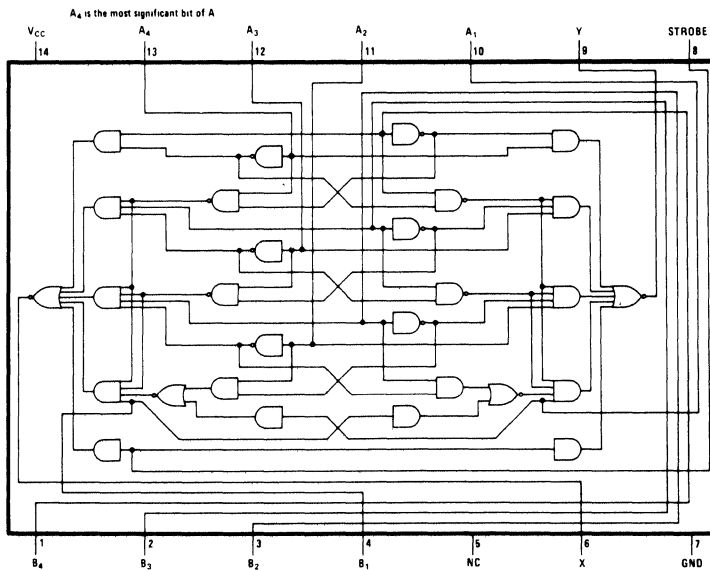 A4 is the most significant bit of A
VCC A4 A3 A2 A1 Y STROBE
14 13 12 11 10 9 8
1 2 3 4 5 6 7
B4 B3 B2 B1 NC X GND